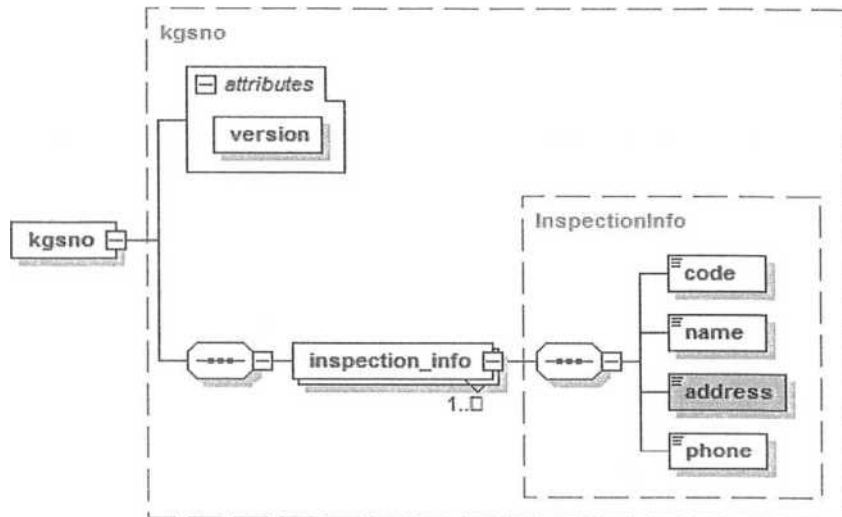 kgsno
attributes
version
kgsno
InspectionInfo
code
name
inspection_info
address
1..□
phone